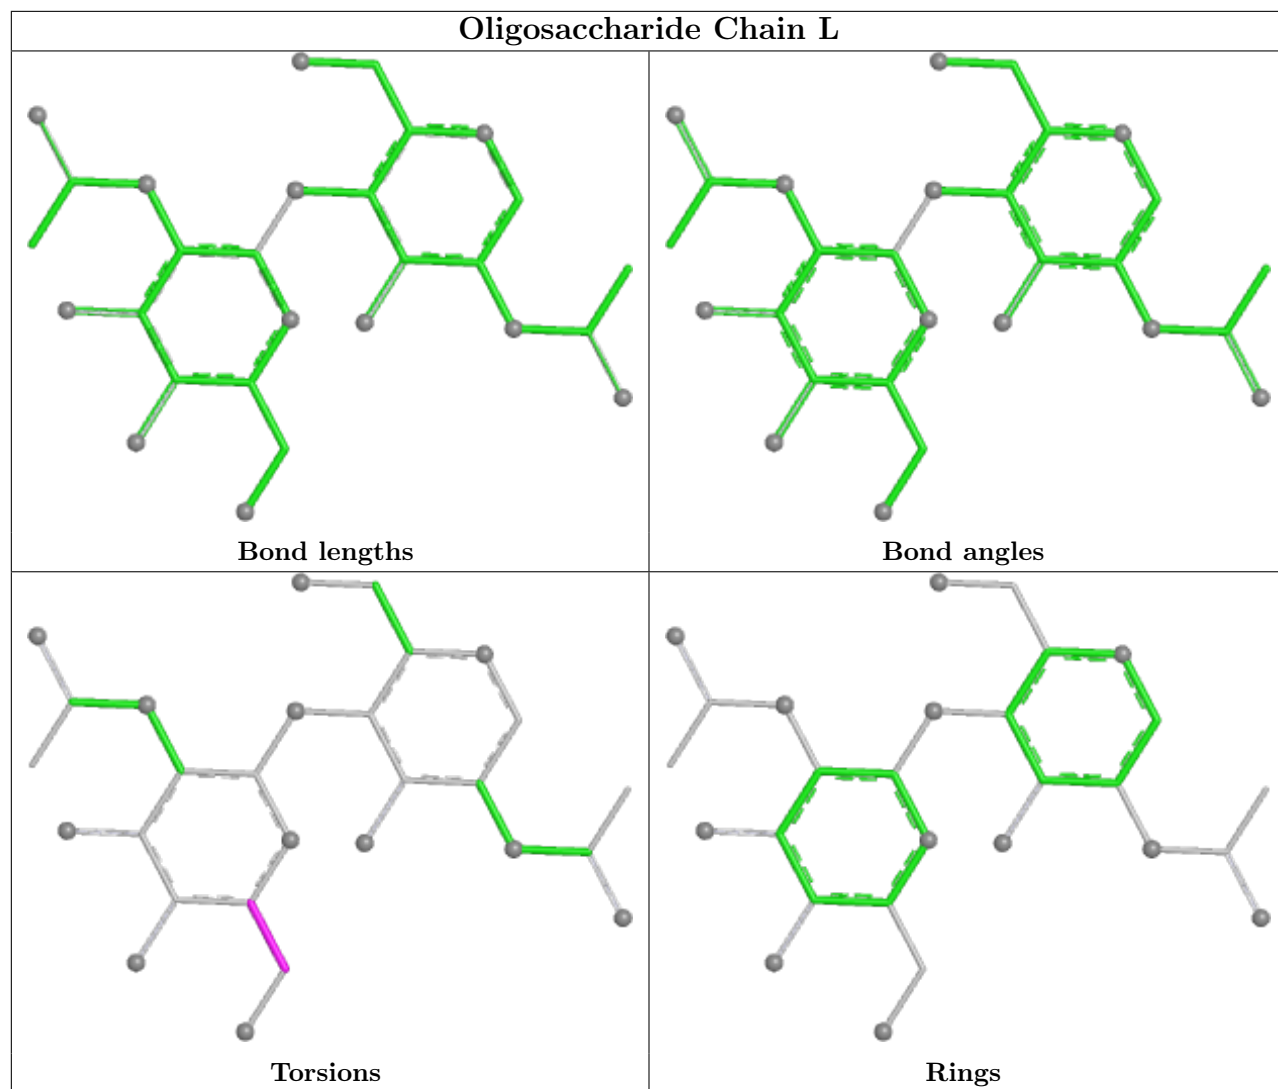 Oligosaccharide Chain L
Bond lengths
Bond angles
Torsions
Rings